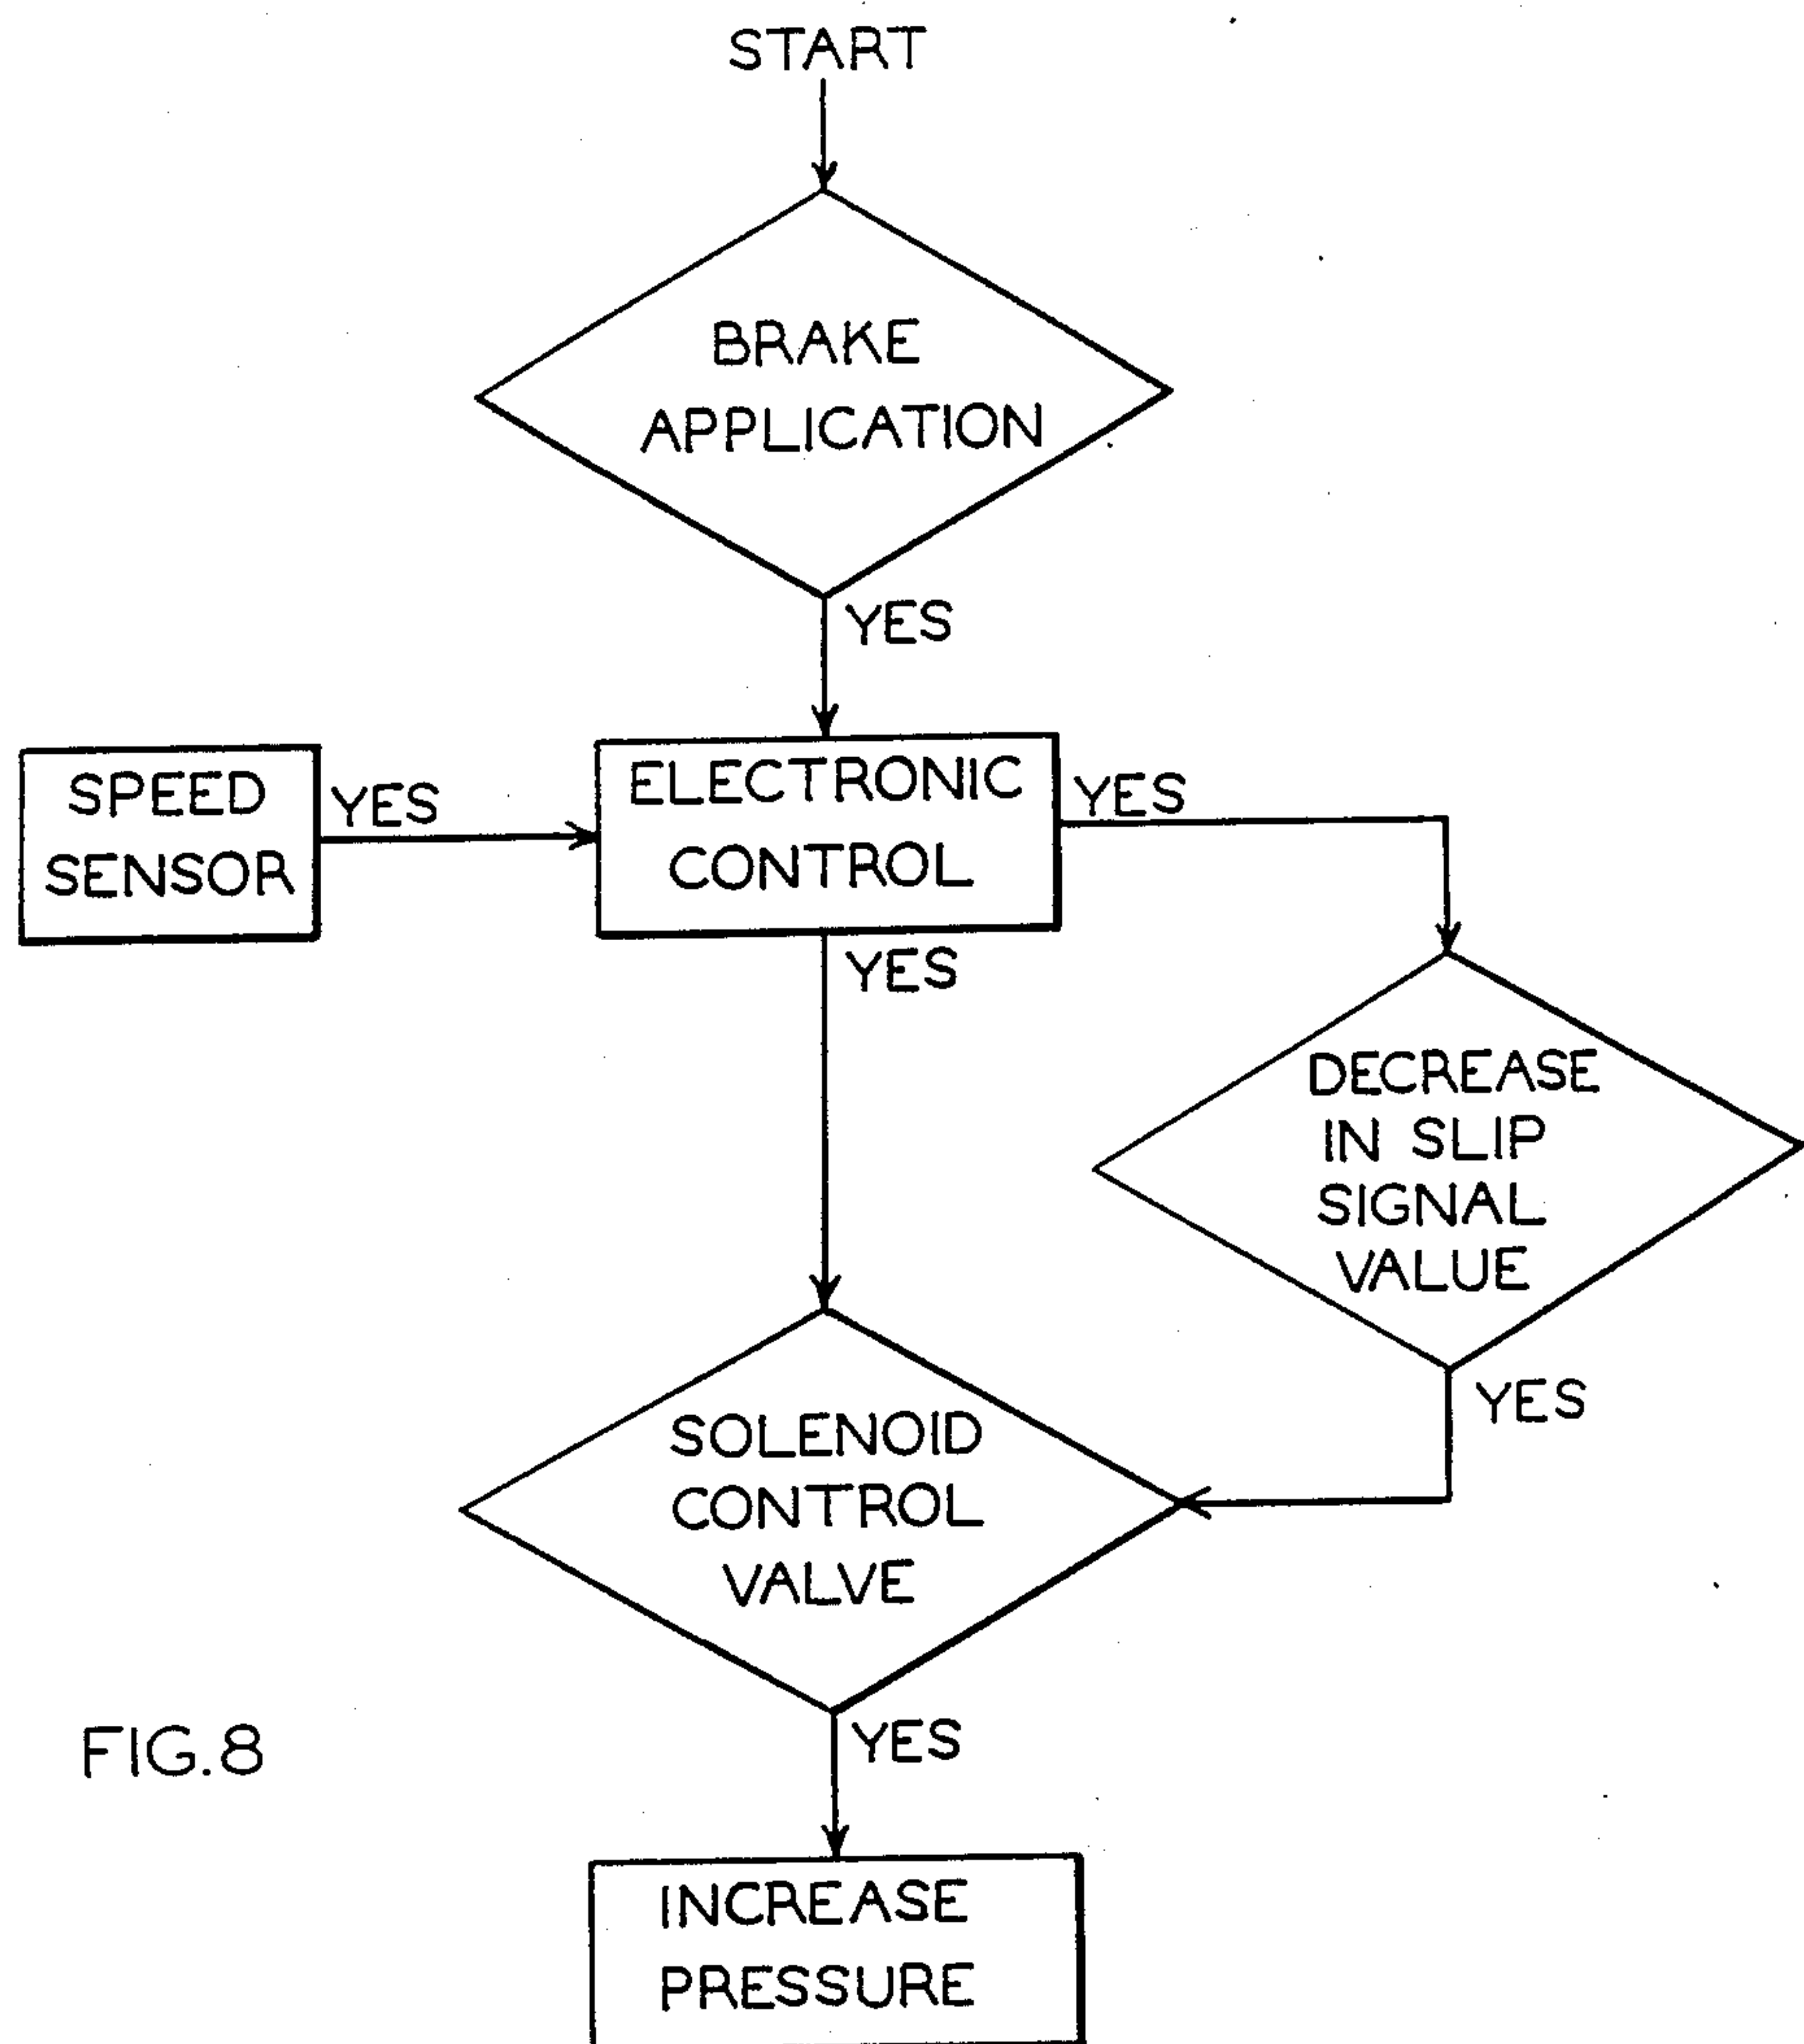 START
BRAKE
APPLICATION
YES
SPEED
SENSOR
YES
ELECTRONIC
CONTROL
YES
YES
DECREASE
IN SLIP
SIGNAL
VALUE
YES
SOLENOID
CONTROL
VALVE
YES
FIG.8
INCREASE
PRESSURE